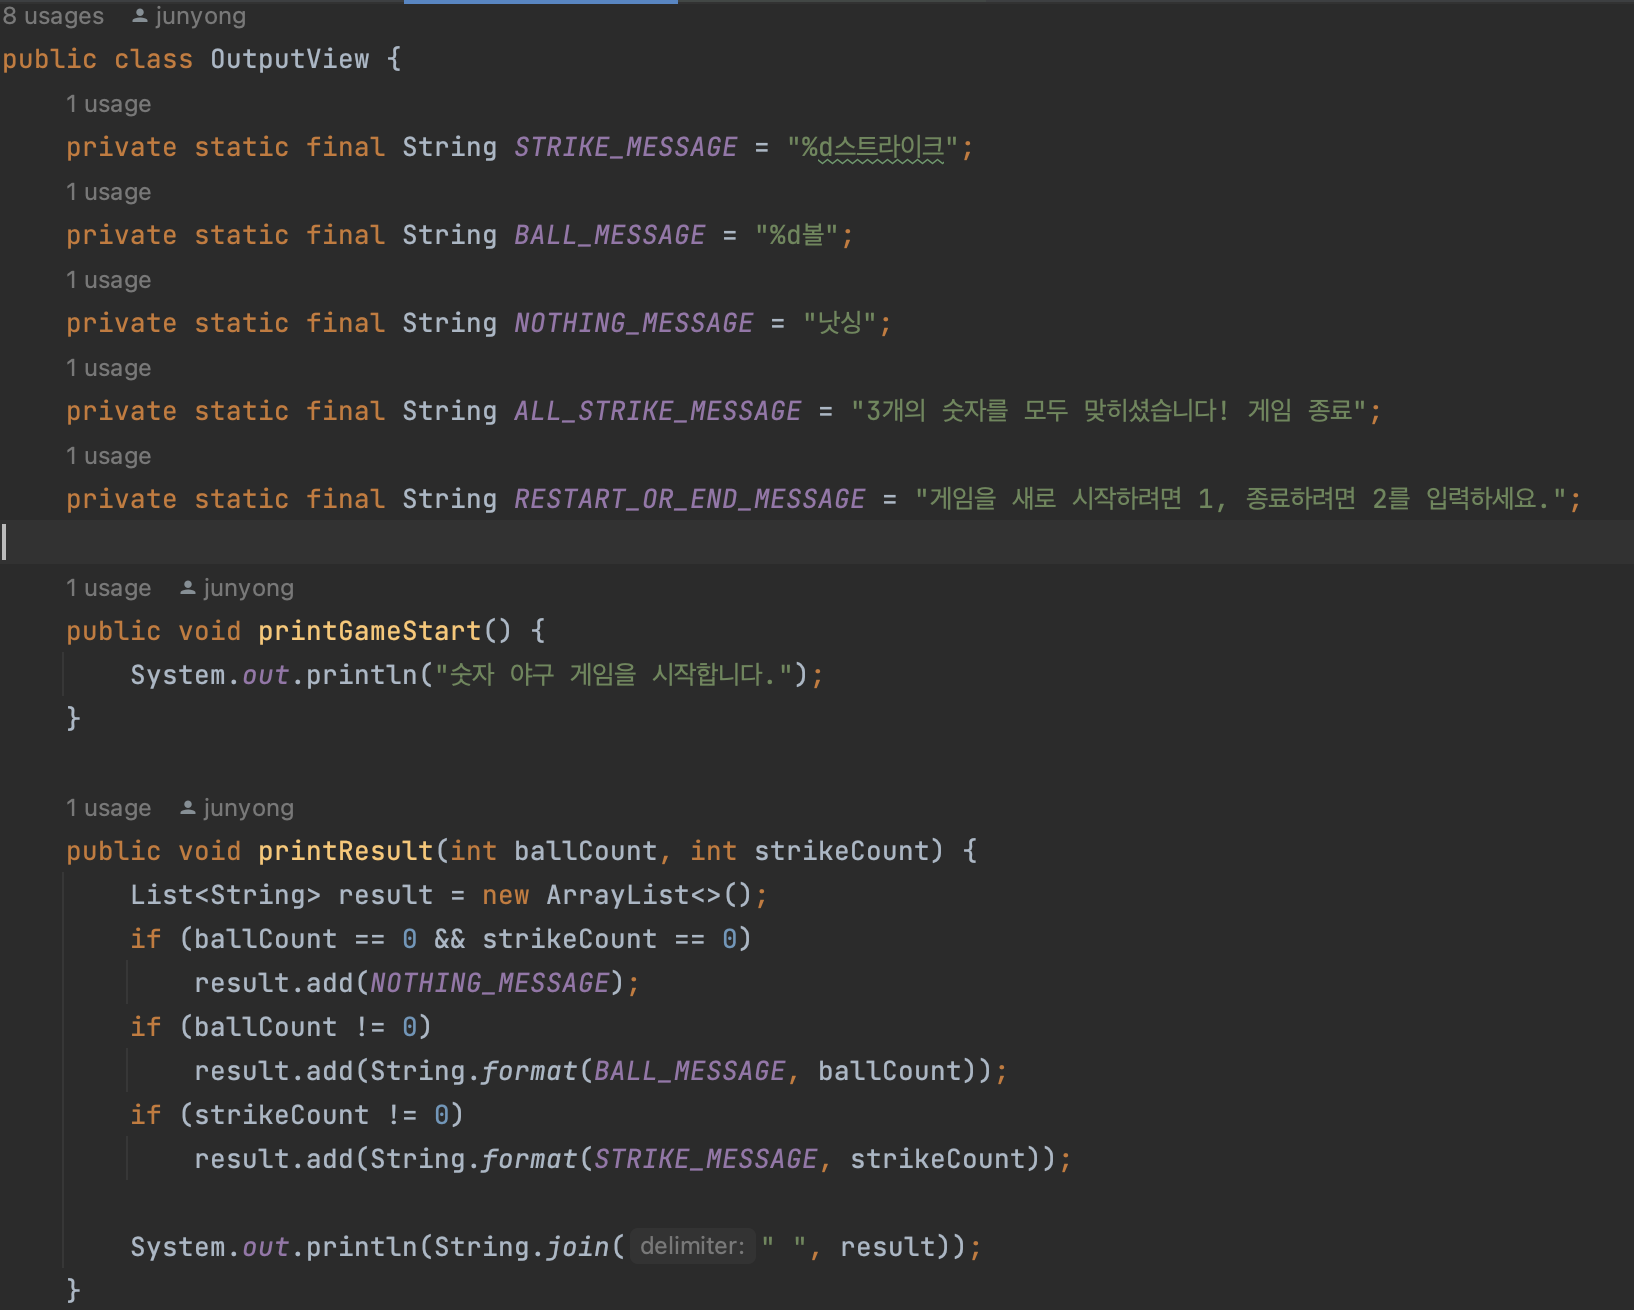 8 usages junyong
public class OutputView {
1 usage
private static final String STRIKE_MESSAGE = "%d스트라이크";
1 usage
private static final String BALL_MESSAGE = "%d볼";
1 usage
private static final String NOTHING_MESSAGE = "낫싱";
1 usage
private static final String ALL_STRIKE_MESSAGE = "3개의 숫자를 모두 맞히셨습니다! 게임 종료";
1 usage
private static final String RESTART_OR_END_MESSAGE = "게임을 새로 시작하려면 1, 종료하려면 2를 입력하세요.";
1 usage junyong
public void printGameStart() {
System.out.println("숫자 야구 게임을 시작합니다.");
}
1 usage junyong
public void printResult(int ballCount, int strikeCount) {
List<String> result = new ArrayList<>();
if (ballCount == 0 && strikeCount == 0)
result.add(NOTHING_MESSAGE);
if (ballCount != 0)
result.add(String.format(BALL_MESSAGE, ballCount));
if (strikeCount != 0)
result.add(String.format(STRIKE_MESSAGE, strikeCount));
System.out.println(String.join( delimiter: " ", result));
}